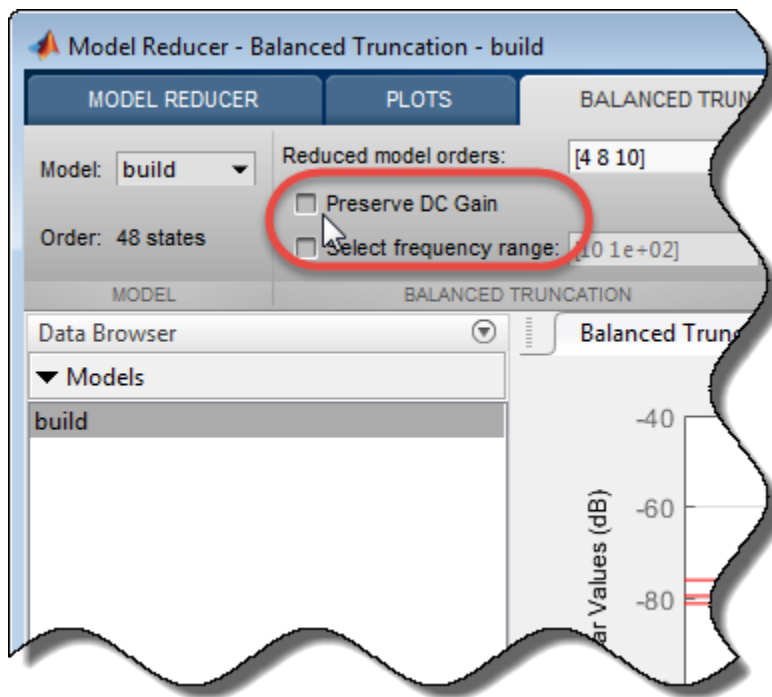 Model Reducer - Balanced Truncation - build
MODEL REDUCER PLOTS BALANCED TRUN
Model: build Reduced model orders: [4 8 10]
Preserve DC Gain
Order: 48 states Select frequency range: [10 1e+02]
MODEL BALANCED TRUNCATION
Data Browser Balanced Trunc
Models
build
-40
-60
-80
ar Values (dB)